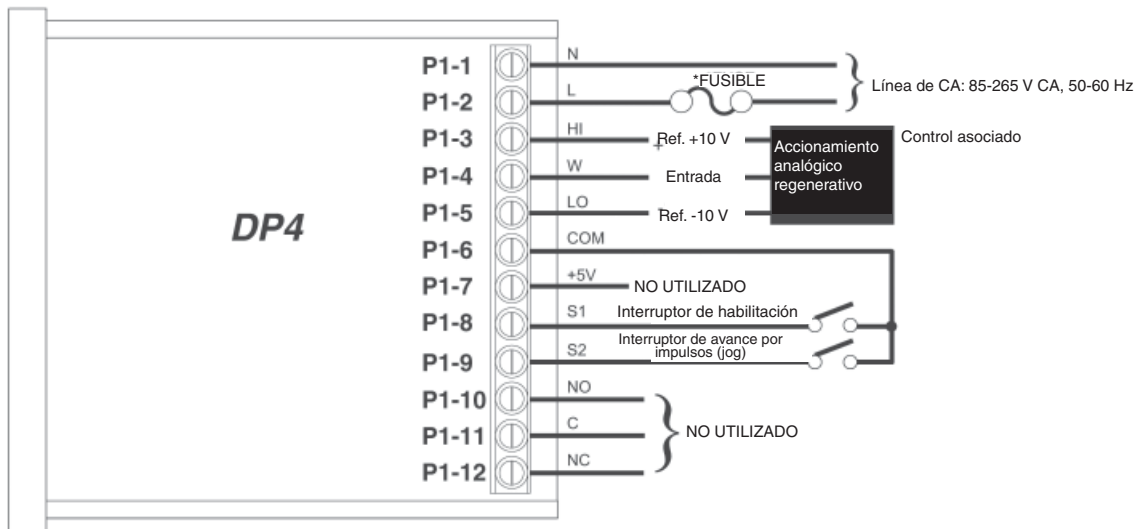 DP4
P1-1 N
*FUSIBLE
Línea de CA: 85-265 V CA, 50-60 Hz
P1-2 L
P1-3 HI + Ref. +10 V
Control asociado
Accionamiento
analógico
regenerativo
P1-4 W Entrada
P1-5 LO - Ref. -10 V
P1-6 COM
P1-7 +5V NO UTILIZADO
P1-8 S1 Interruptor de habilitación
P1-9 S2 Interruptor de avance por
impulsos (jog)
P1-10 NO
P1-11 C NO UTILIZADO
P1-12 NC